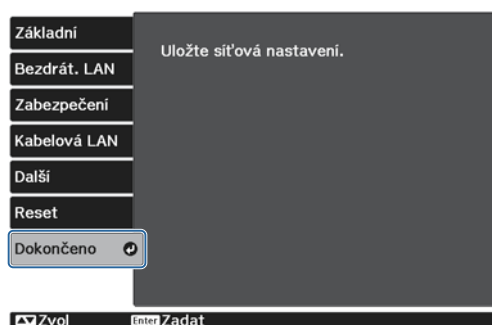 Základní
Uložte síťová nastavení.
Bezdrát. LAN
Zabezpečení
Kabelová LAN
Další
Reset
Dokončeno
Zvol Enter Zadat